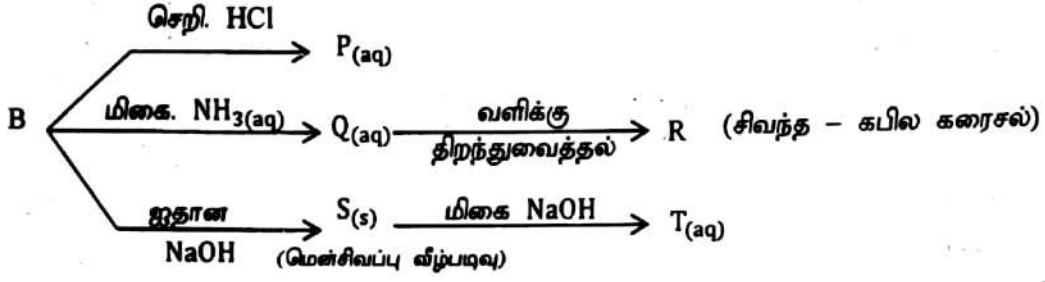 செறி. HCl
P(aq)
B
மிகை. NH3(aq)
Q(aq)
வளிக்கு
திறந்துவைத்தல்
R (சிவந்த – கபில கரைசல்)
ஐதான
NaOH
S(s)
(மென்சிவப்பு வீழ்படிவு)
மிகை NaOH
T(aq)